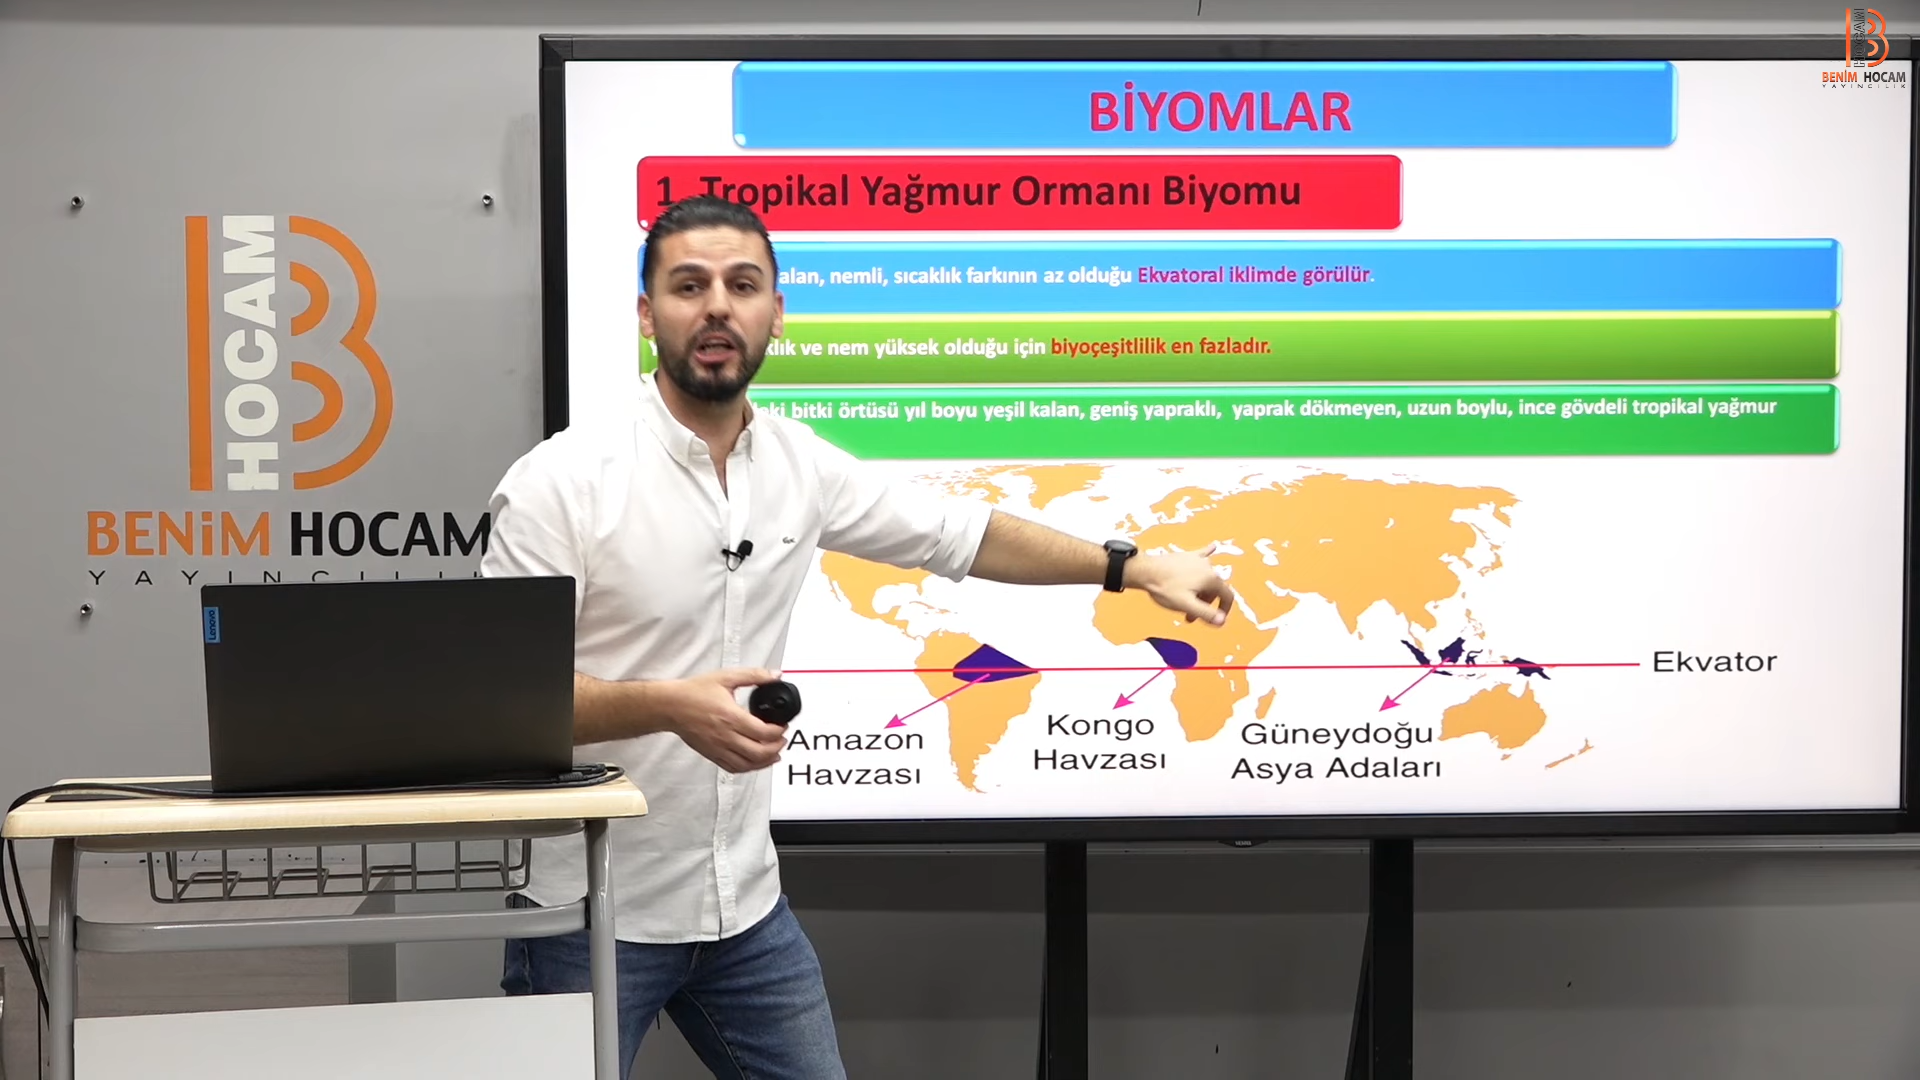 HOCAM
BENİM HOCAM
YAYINCILIK
HOCAM
BENİM HOCAM
BİYOMLAR
1. Tropikal Yağmur Ormanı Biyomu
alan, nemli, sıcaklık farkının az olduğu Ekvatoral iklimde görülür.
ve nem yüksek olduğu için biyoçeşitlilik en fazladır.
bitki örtüsü yıl boyu yeşil kalan, geniş yapraklı, yaprak dökmeyen, uzun boylu, ince gövdeli tropikal yağmur
Ekvator
Amazon
Havzası
Kongo
Havzası
Güneydoğu
Asya Adaları
Lenovo